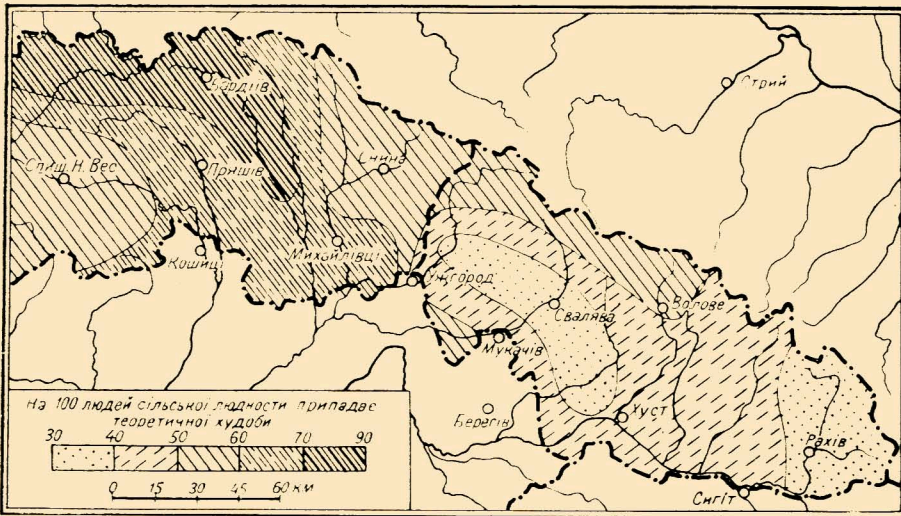 Бардіїв
Стрий
Снина
Спиш. Н. Вес
Пряшів
Михайлівці
Кошиці
Ужгород
Свалява
Волове
Мукачів
Берегів
Хуст
Рахів
Сигіт
На 100 людей сільської людности припадає
теоретичної худоби
30 40 50 60 70 90
0 15 30 45 60 км